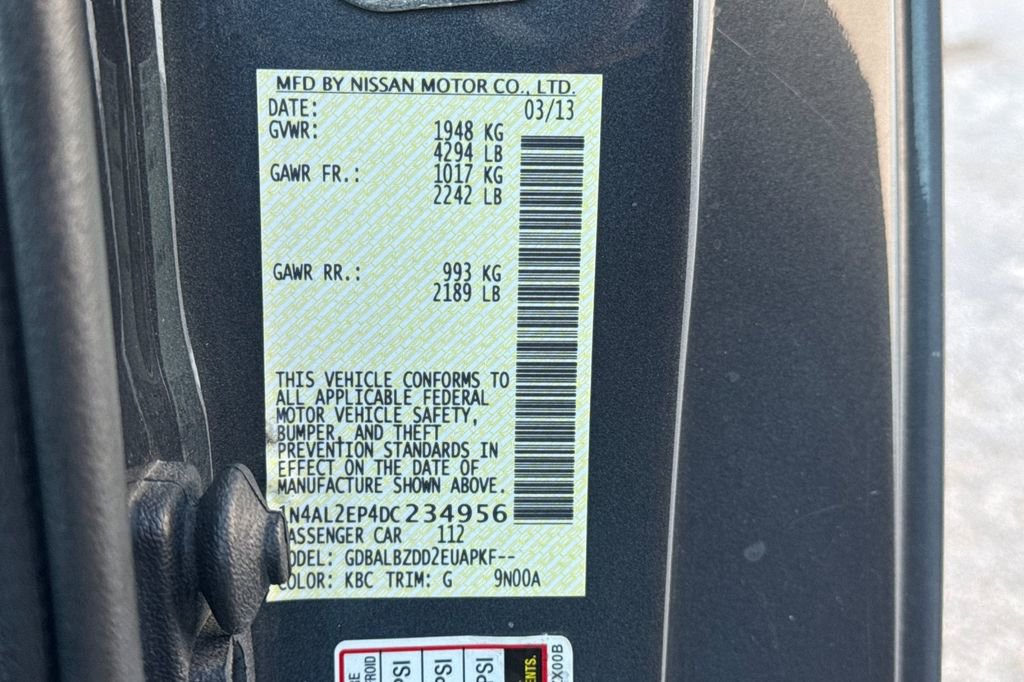 MFD BY NISSAN MOTOR CO., LTD.
DATE: 03/13
GVWR: 1948 KG
4294 LB
GAWR FR.: 1017 KG
2242 LB
GAWR RR.: 993 KG
2189 LB
THIS VEHICLE CONFORMS TO
ALL APPLICABLE FEDERAL
MOTOR VEHICLE SAFETY,
BUMPER, AND THEFT
PREVENTION STANDARDS IN
EFFECT ON THE DATE OF
MANUFACTURE SHOWN ABOVE.
1N4AL2EP4DC234956
PASSENGER CAR 112
MODEL: GDBALBZDD2EUAPKF--
COLOR: KBC TRIM: G 9N00A
PSI
PSI
PSI